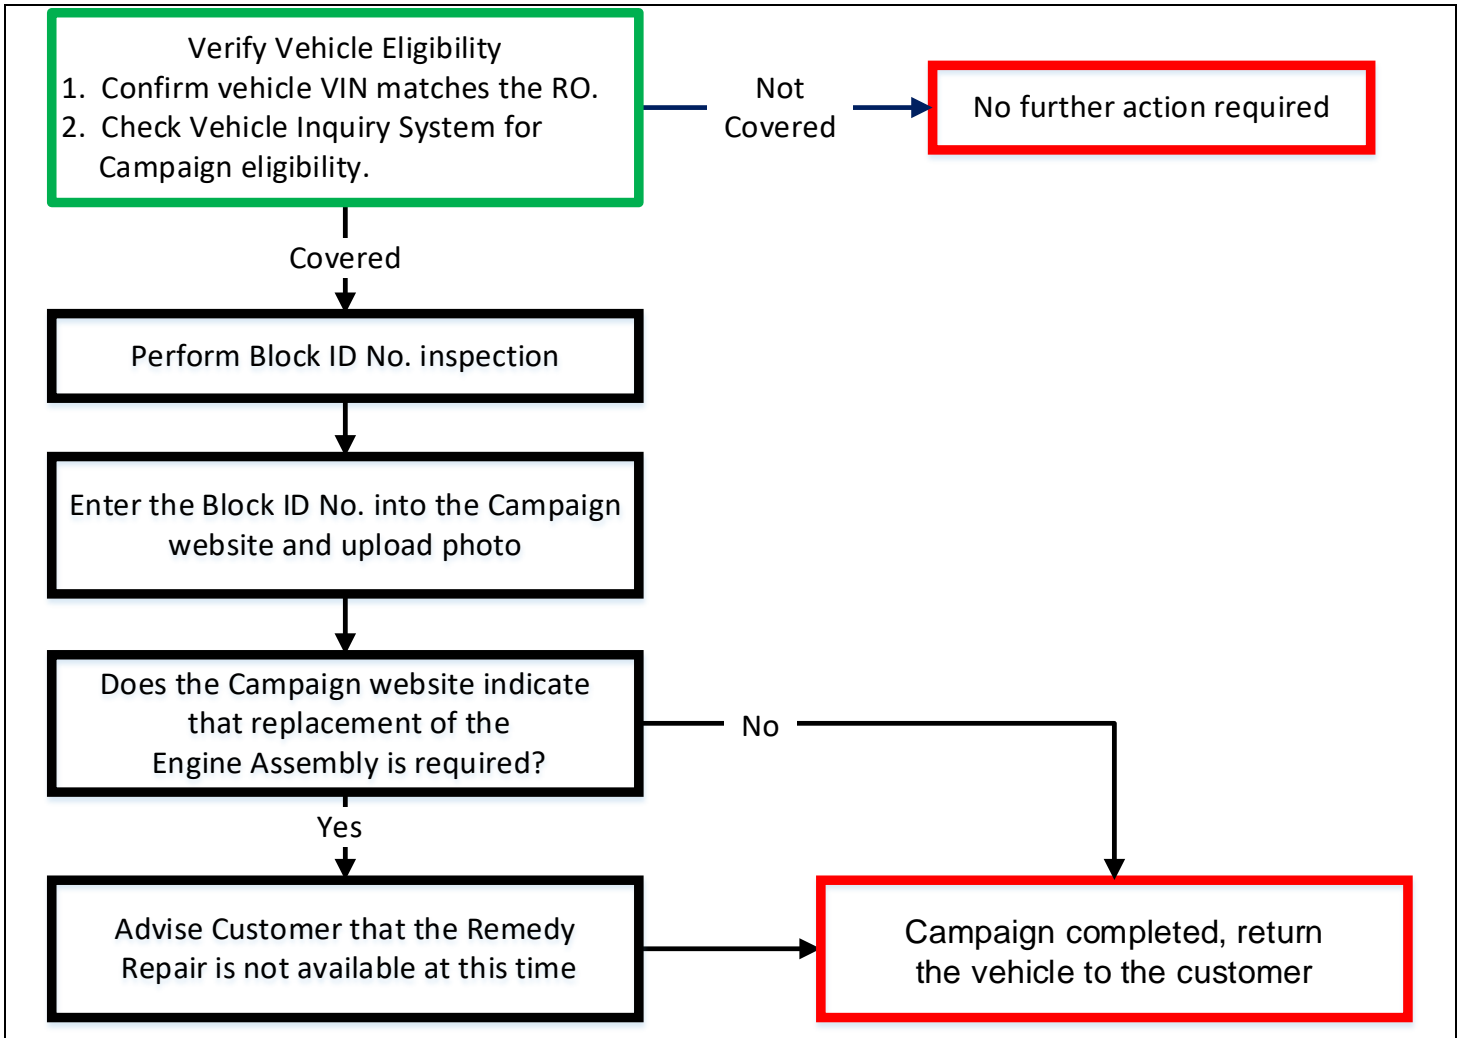 Verify Vehicle Eligibility
1. Confirm vehicle VIN matches the RO.
2. Check Vehicle Inquiry System for
Campaign eligibility.
Not
Covered
No further action required
Covered
Perform Block ID No. inspection
Enter the Block ID No. into the Campaign
website and upload photo
Does the Campaign website indicate
that replacement of the
Engine Assembly is required?
No
Yes
Advise Customer that the Remedy
Repair is not available at this time
Campaign completed, return
the vehicle to the customer